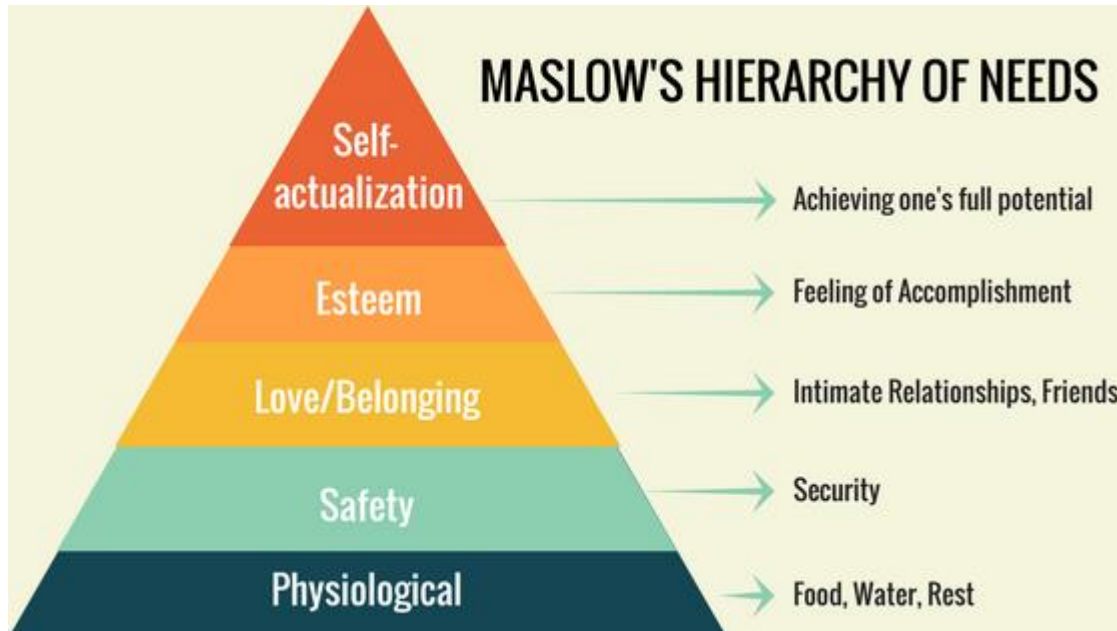 MASLOW'S HIERARCHY OF NEEDS
Self-
actualization
Achieving one's full potential
Esteem
Feeling of Accomplishment
Love/Belonging
Intimate Relationships, Friends
Safety
Security
Physiological
Food, Water, Rest